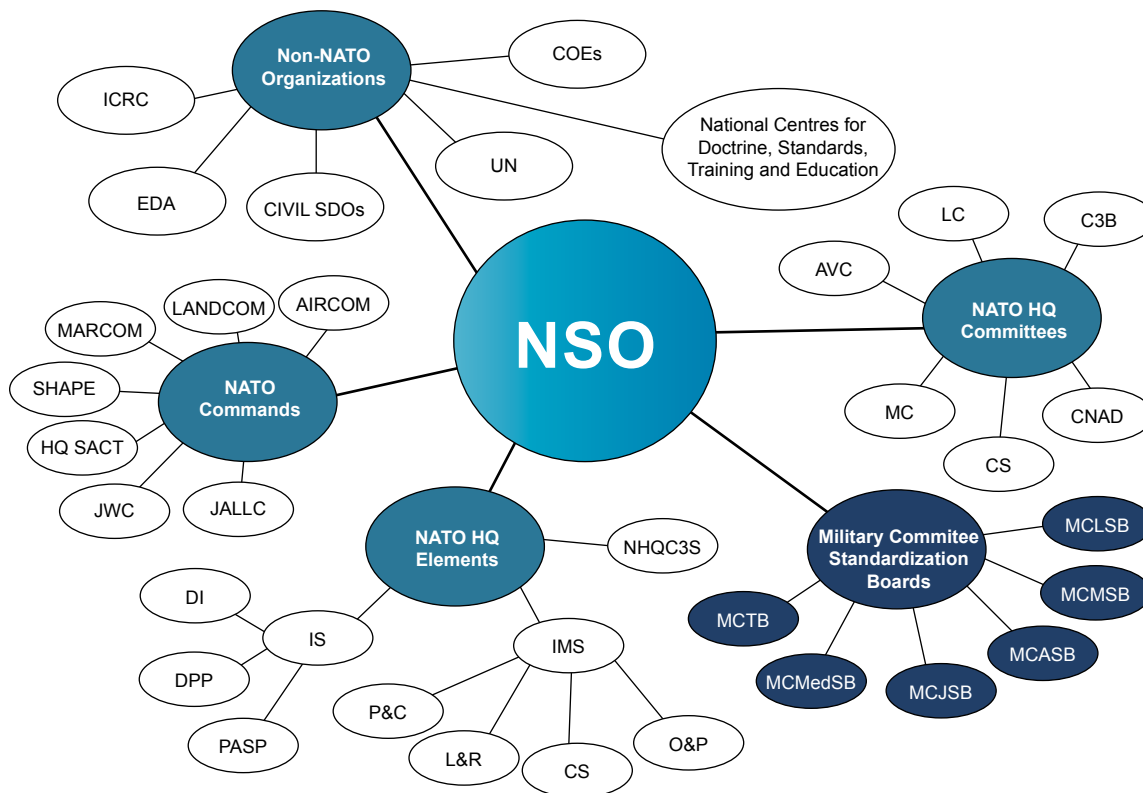 Non-NATO
Organizations
COEs
ICRC
National Centres for
Doctrine, Standards,
Training and Education
UN
EDA
CIVIL SDOs
LC
C3B
AVC
NATO HQ
Committees
MC
CNAD
CS
NSO
LANDCOM
AIRCOM
MARCOM
SHAPE
NATO
Commands
HQ SACT
JWC
JALLC
NATO HQ
Elements
NHQC3S
DI
IS
DPP
PASP
IMS
P&C
L&R
CS
O&P
Military Commitee
Standardization
Boards
MCLSB
MCMSB
MCASB
MCJSB
MCMedSB
MCTB